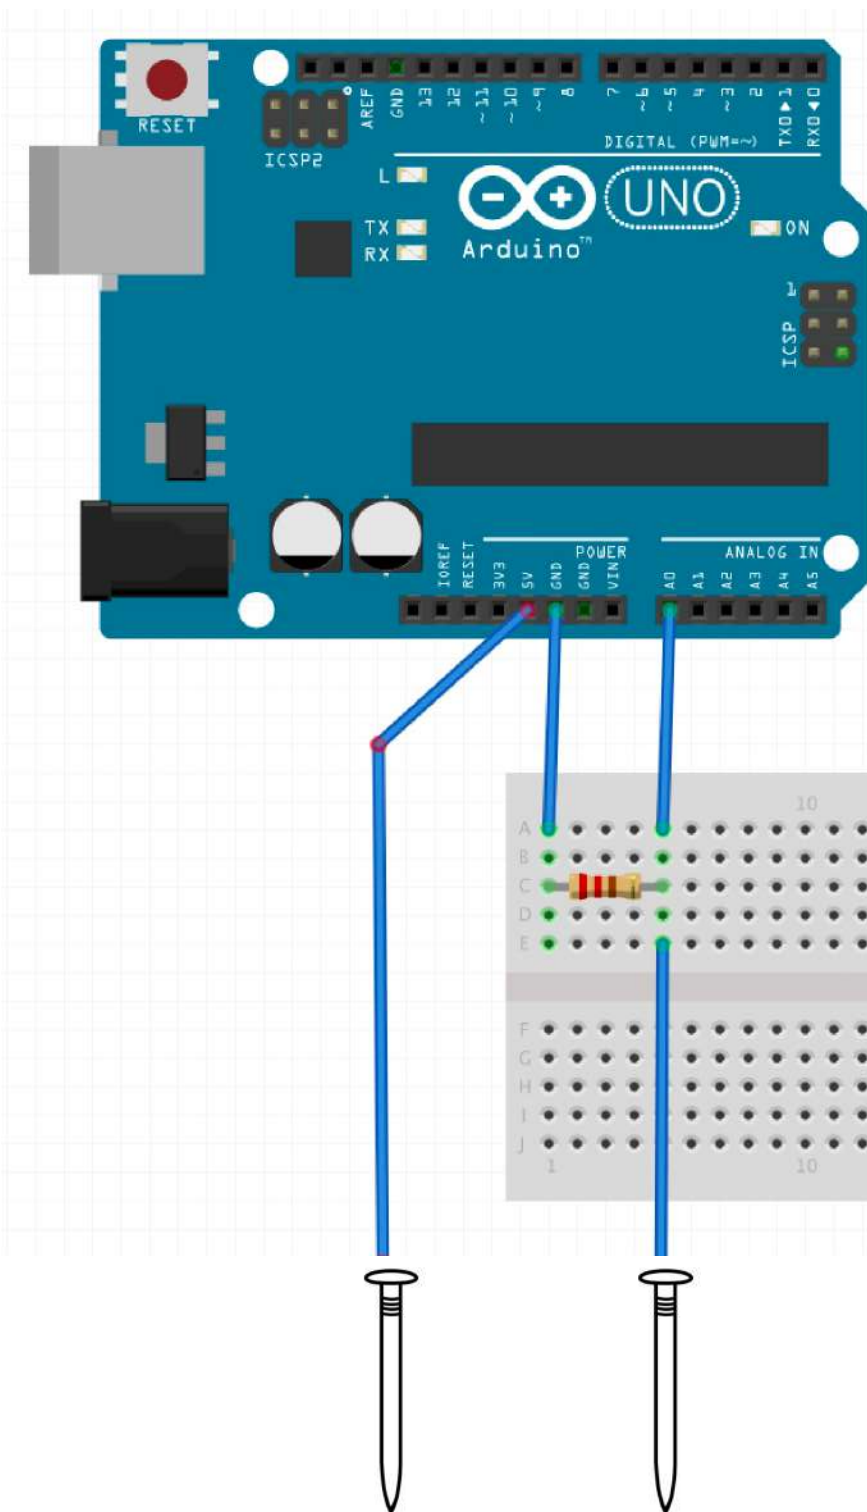 RESET
ICSP2
AREF
GND
13
12
~11
~10
~9
8
7
~6
~5
4
~3
2
TX0▶1
RX0◀0
DIGITAL (PWM=~)
L
TX
RX
UNO
Arduino™
ON
1
ICSP
IOREF
RESET
3V3
5V
GND
GND
VIN
POWER
A0
A1
A2
A3
A4
A5
ANALOG IN
10
A
B
C
D
E
F
G
H
I
J
1
10